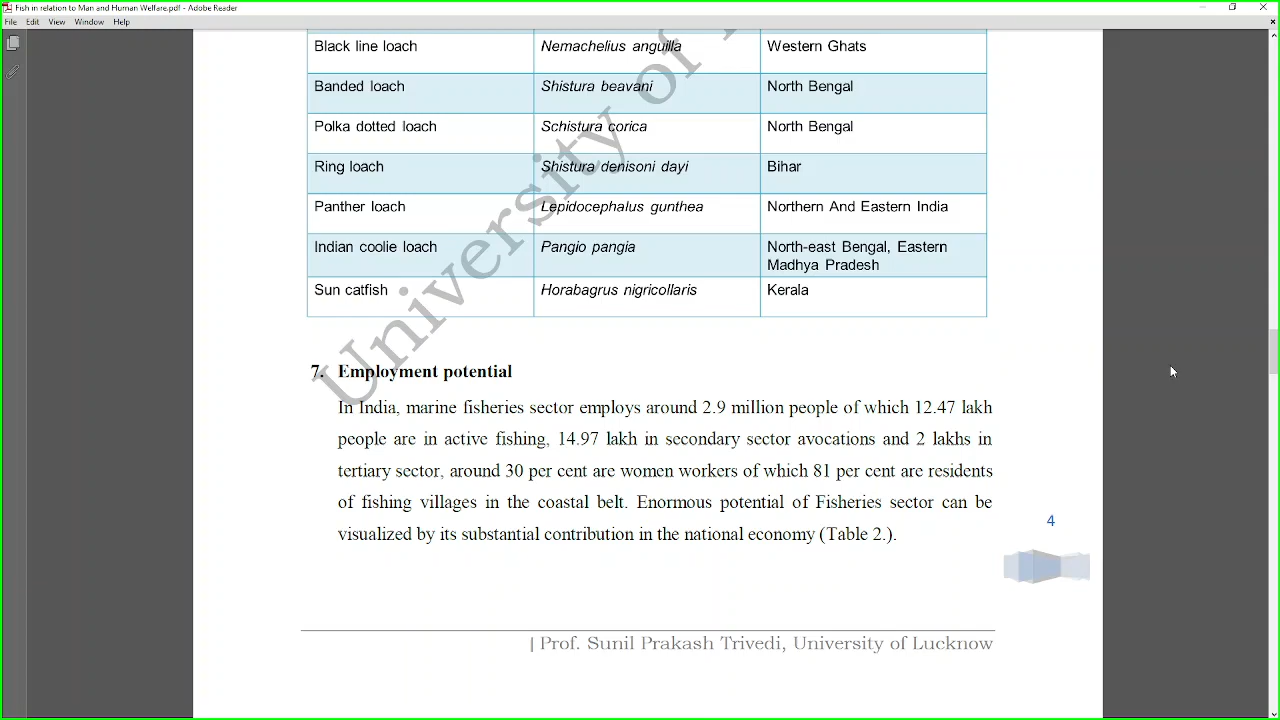 Fish in relation to Man and Human Welfare.pdf - Adobe Reader
File Edit View Window Help
Black line loach Nemachelius anguilla Western Ghats
Banded loach Shistura beavani North Bengal
Polka dotted loach Schistura corica North Bengal
Ring loach Shistura denisoni dayi Bihar
Panther loach Lepidocephalus gunthea Northern And Eastern India
Indian coolie loach Pangio pangia North-east Bengal, Eastern
Madhya Pradesh
Sun catfish Horabagrus nigricollaris Kerala
University of
7. Employment potential
In India, marine fisheries sector employs around 2.9 million people of which 12.47 lakh
people are in active fishing, 14.97 lakh in secondary sector avocations and 2 lakhs in
tertiary sector, around 30 per cent are women workers of which 81 per cent are residents
of fishing villages in the coastal belt. Enormous potential of Fisheries sector can be
visualized by its substantial contribution in the national economy (Table 2.).
4
| Prof. Sunil Prakash Trivedi, University of Lucknow